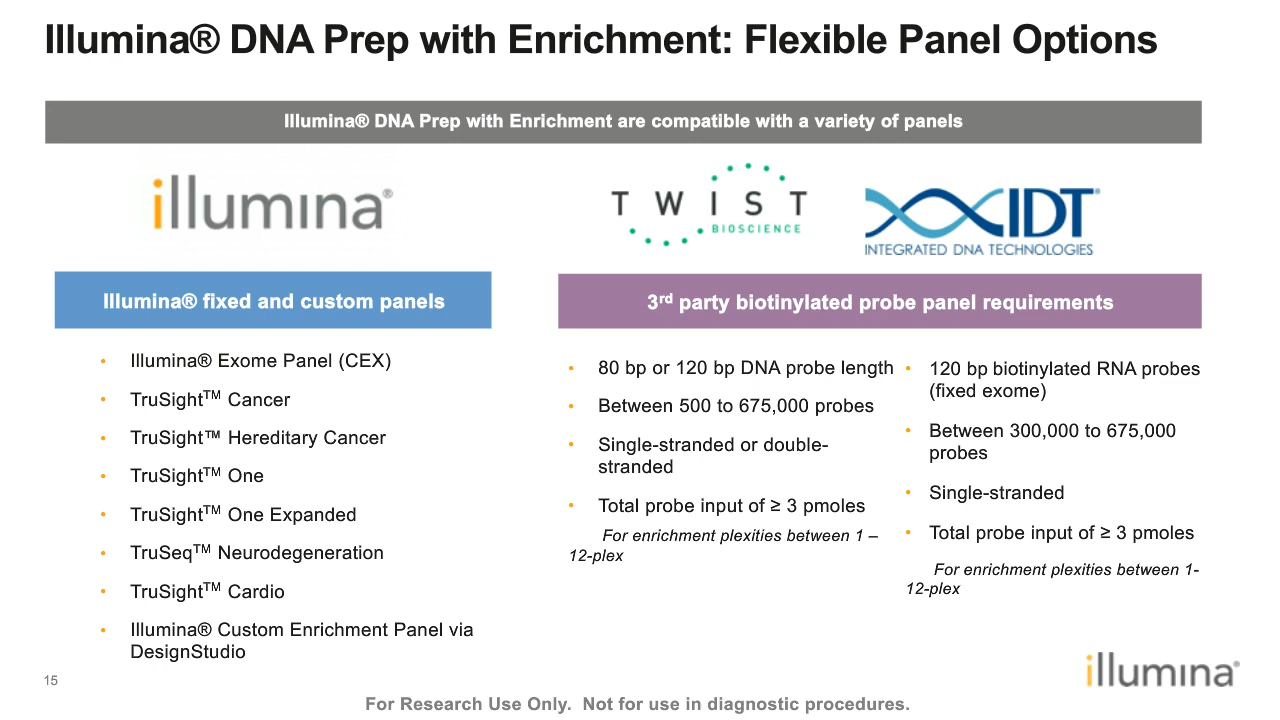 Illumina® DNA Prep with Enrichment: Flexible Panel Options
Illumina® DNA Prep with Enrichment are compatible with a variety of panels
illumina®
TWIST
BIOSCIENCE
IDT®
INTEGRATED DNA TECHNOLOGIES
Illumina® fixed and custom panels
• Illumina® Exome Panel (CEX)
• TruSight™ Cancer
• TruSight™ Hereditary Cancer
• TruSight™ One
• TruSight™ One Expanded
• TruSeq™ Neurodegeneration
• TruSight™ Cardio
• Illumina® Custom Enrichment Panel via
DesignStudio
3rd party biotinylated probe panel requirements
• 80 bp or 120 bp DNA probe length
• Between 500 to 675,000 probes
• Single-stranded or double-
stranded
• Total probe input of ≥ 3 pmoles
For enrichment plexities between 1 –
12-plex
• 120 bp biotinylated RNA probes
(fixed exome)
• Between 300,000 to 675,000
probes
• Single-stranded
• Total probe input of ≥ 3 pmoles
For enrichment plexities between 1-
12-plex
15
For Research Use Only. Not for use in diagnostic procedures.
illumina®